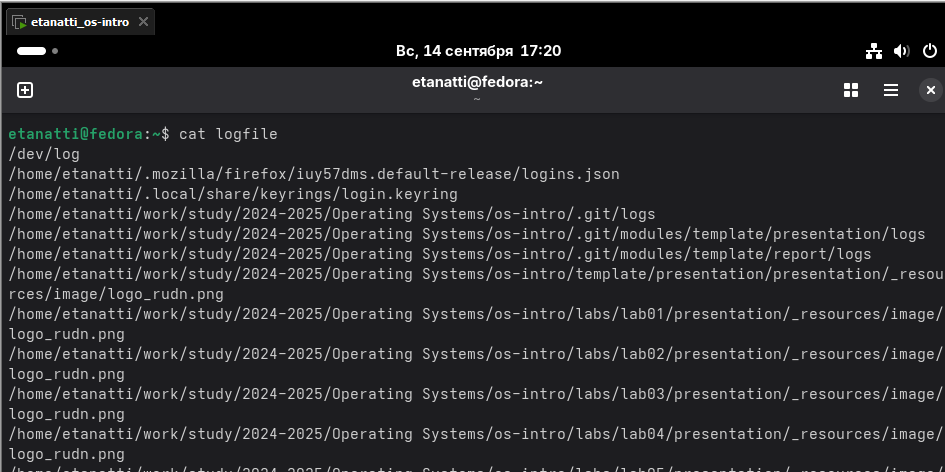 etanatti_os-intro
Вс, 14 сентября 17:20
etanatti@fedora:~
~
etanatti@fedora:~$ cat logfile
/dev/log
/home/etanatti/.mozilla/firefox/iuy57dms.default-release/logins.json
/home/etanatti/.local/share/keyrings/login.keyring
/home/etanatti/work/study/2024-2025/Operating Systems/os-intro/.git/logs
/home/etanatti/work/study/2024-2025/Operating Systems/os-intro/.git/modules/template/presentation/logs
/home/etanatti/work/study/2024-2025/Operating Systems/os-intro/.git/modules/template/report/logs
/home/etanatti/work/study/2024-2025/Operating Systems/os-intro/template/presentation/presentation/_resou
rces/image/logo_rudn.png
/home/etanatti/work/study/2024-2025/Operating Systems/os-intro/labs/lab01/presentation/_resources/image/
logo_rudn.png
/home/etanatti/work/study/2024-2025/Operating Systems/os-intro/labs/lab02/presentation/_resources/image/
logo_rudn.png
/home/etanatti/work/study/2024-2025/Operating Systems/os-intro/labs/lab03/presentation/_resources/image/
logo_rudn.png
/home/etanatti/work/study/2024-2025/Operating Systems/os-intro/labs/lab04/presentation/_resources/image/
logo_rudn.png